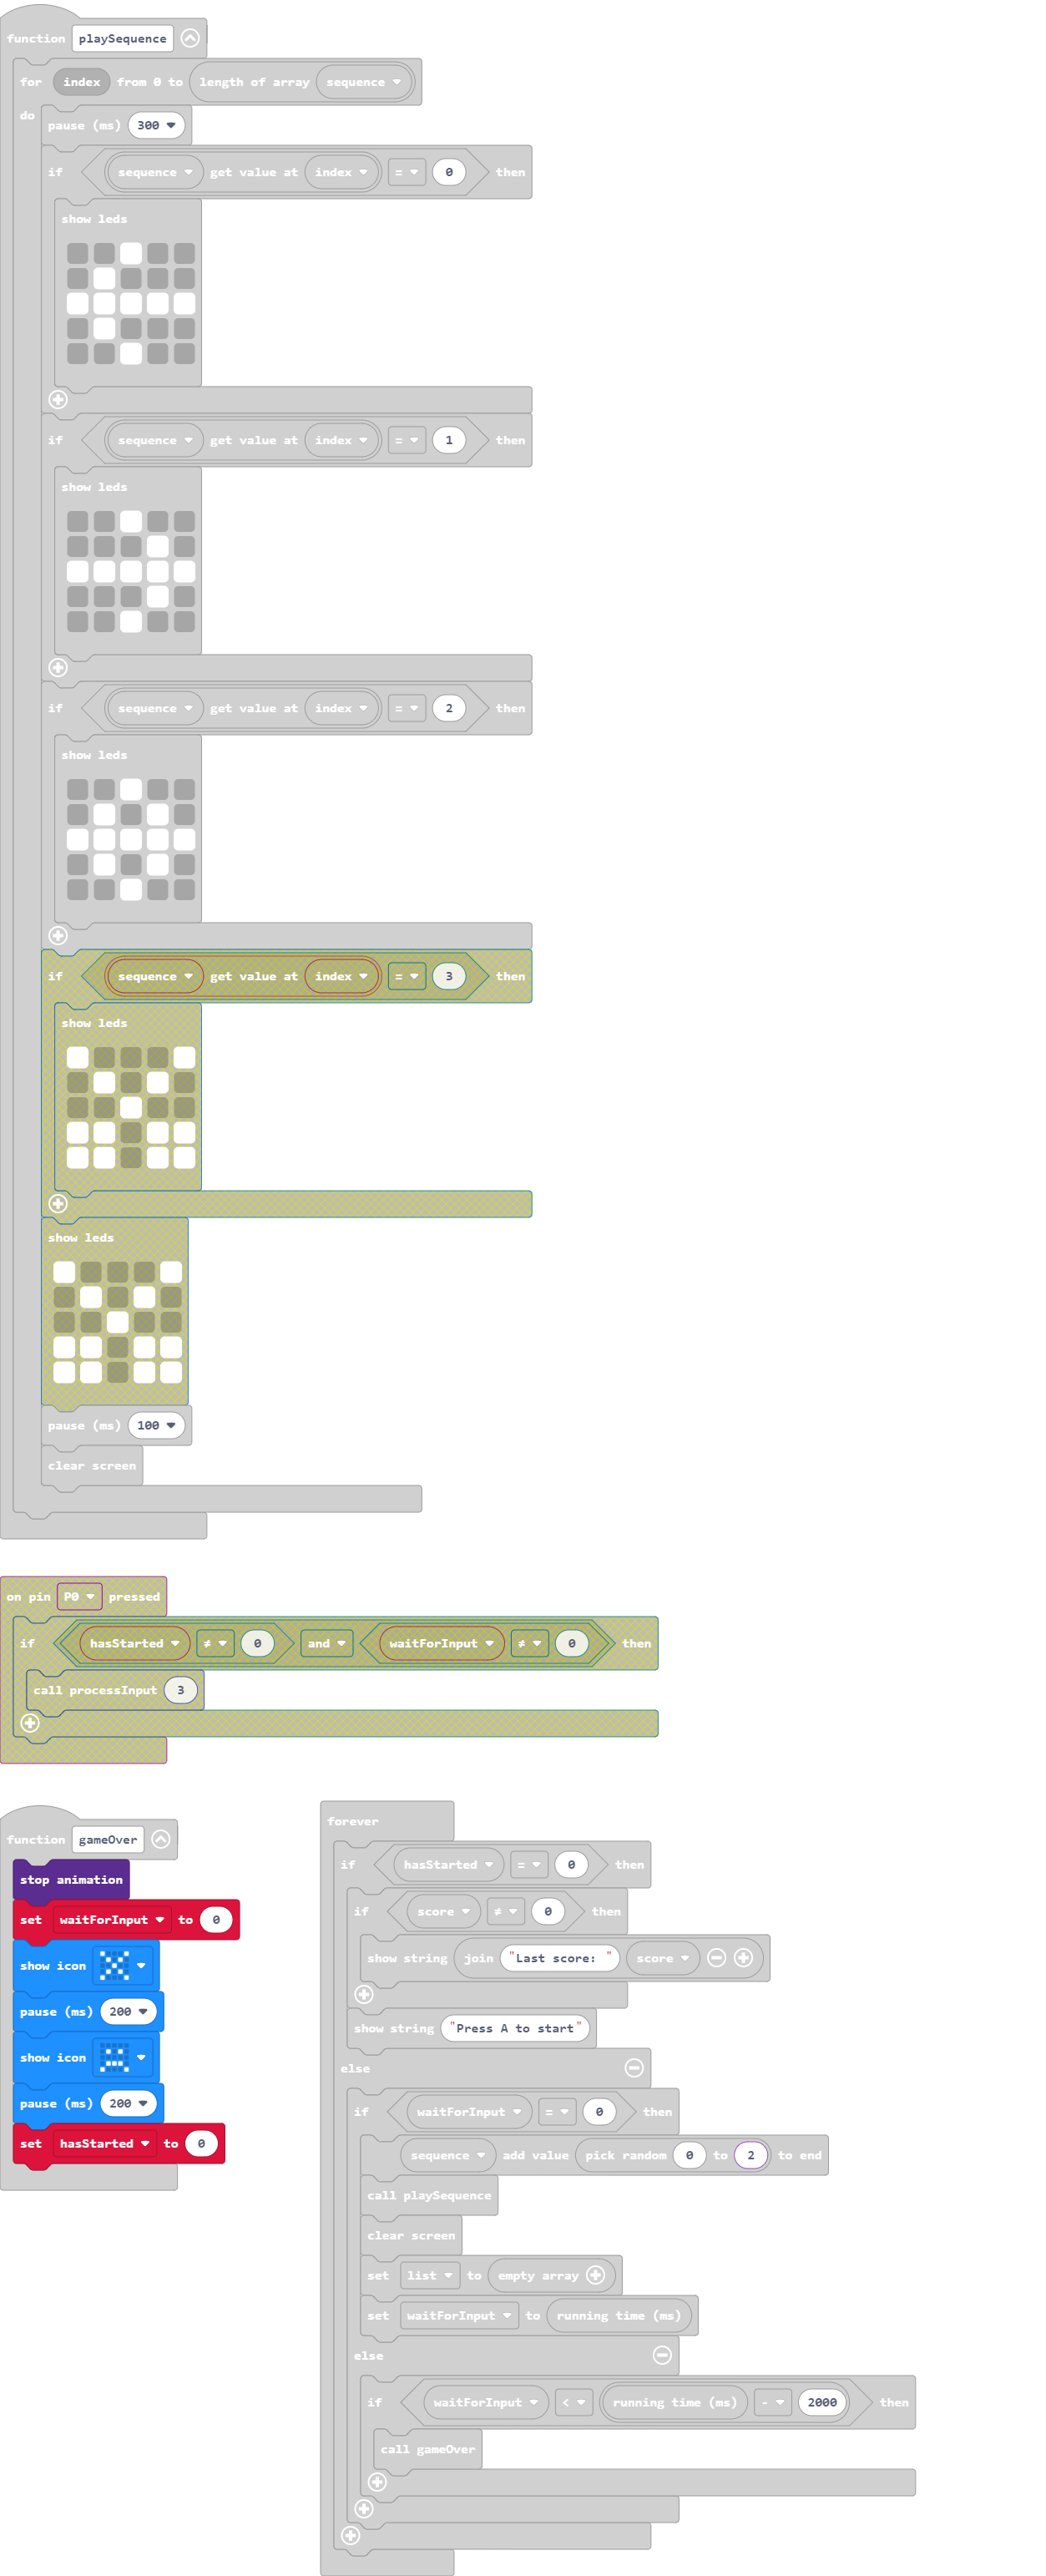 function playSequence
for index from 0 to length of array sequence
do
pause (ms) 300
if sequence get value at index = 0 then
show leds
if sequence get value at index = 1 then
show leds
if sequence get value at index = 2 then
show leds
if sequence get value at index = 3 then
show leds
show leds
pause (ms) 100
clear screen
on pin P0 pressed
if hasStarted ≠ 0 and waitForInput ≠ 0 then
call processInput 3
function gameOver
stop animation
set waitForInput to 0
show icon
pause (ms) 200
show icon
pause (ms) 200
set hasStarted to 0
forever
if hasStarted = 0 then
if score ≠ 0 then
show string join "Last score: " score
show string "Press A to start"
else
if waitForInput = 0 then
sequence add value pick random 0 to 2 to end
call playSequence
clear screen
set list to empty array
set waitForInput to running time (ms)
else
if waitForInput < running time (ms) - 2000 then
call gameOver